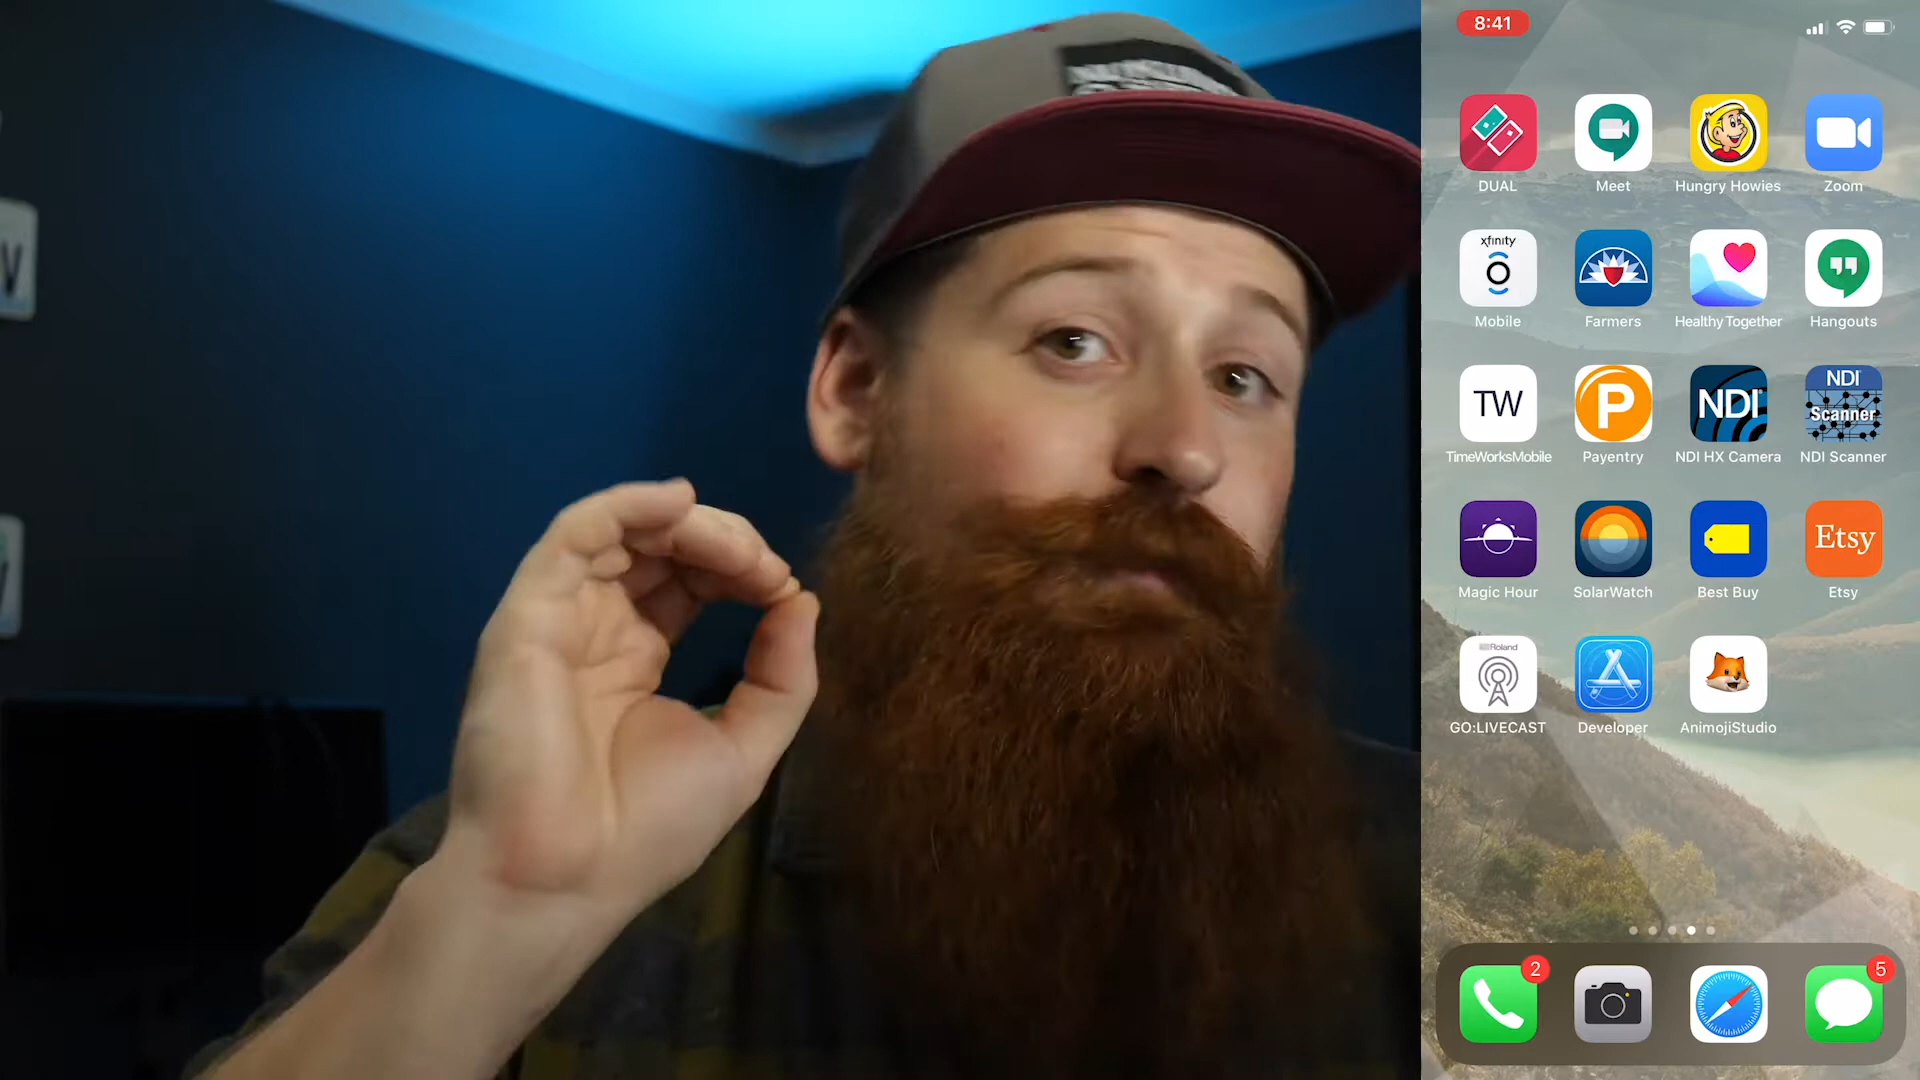 8:41
DUAL
Meet
Hungry Howies
Zoom
xfinity
Mobile
Farmers
Healthy Together
Hangouts
TW
TimeWorksMobile
P
Payentry
NDI
NDI HX Camera
NDI
Scanner
NDI Scanner
Magic Hour
SolarWatch
Best Buy
Etsy
Etsy
Roland
GO:LIVECAST
Developer
AnimojiStudio
2
5